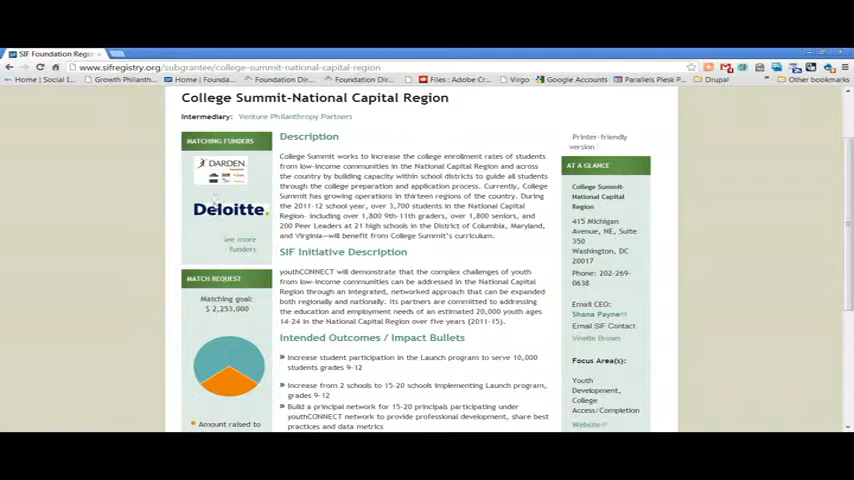 SIF Foundation Regis
www.sifregistry.org/subgrantee/college-summit-national-capital-region
Home | Social I...
Growth Philanth...
Home | Founda...
Foundation Dir...
Foundation Dir...
Files | Adobe Cr...
Virgo
Google Accounts
Parallels Plesk P...
Drupal
Other bookmarks
College Summit-National Capital Region
Intermediary: Venture Philanthropy Partners
MATCHING FUNDERS
DARDEN
Deloitte.
See more
funders
MATCH REQUEST
Matching goal:
$ 2,253,000
Amount raised to
Description
College Summit works to increase the college enrollment rates of students
from low-income communities in the National Capital Region and across
the country by building capacity within school districts to guide all students
through the college preparation and application process. Currently, College
Summit has growing operations in thirteen regions of the country. During
the 2011-12 school year, over 3,700 students in the National Capital
Region- including over 1,800 9th-11th graders, over 1,800 seniors, and
200 Peer Leaders at 21 high schools in the District of Columbia, Maryland,
and Virginia—will benefit from College Summit's curriculum.
SIF Initiative Description
youthCONNECT will demonstrate that the complex challenges of youth
from low-income communities can be addressed in the National Capital
Region through an integrated, networked approach that can be expanded
both regionally and nationally. Its partners are committed to addressing
the education and employment needs of an estimated 20,000 youth ages
14-24 in the National Capital Region over five years (2011-15).
Intended Outcomes / Impact Bullets
» Increase student participation in the Launch program to serve 10,000
students grades 9-12
» Increase from 2 schools to 15-20 schools implementing Launch program,
grades 9-12
» Build a principal network for 15-20 principals participating under
youthCONNECT network to provide professional development, share best
practices and data metrics
Printer-friendly
version
AT A GLANCE
College Summit-
National Capital
Region
415 Michigan
Avenue, NE, Suite
350
Washington, DC
20017
Phone: 202-269-
0638
Email CEO:
Shana Payne
Email SIF Contact
Vinette Brown
Focus Area(s):
Youth
Development,
College
Access/Completion
Website